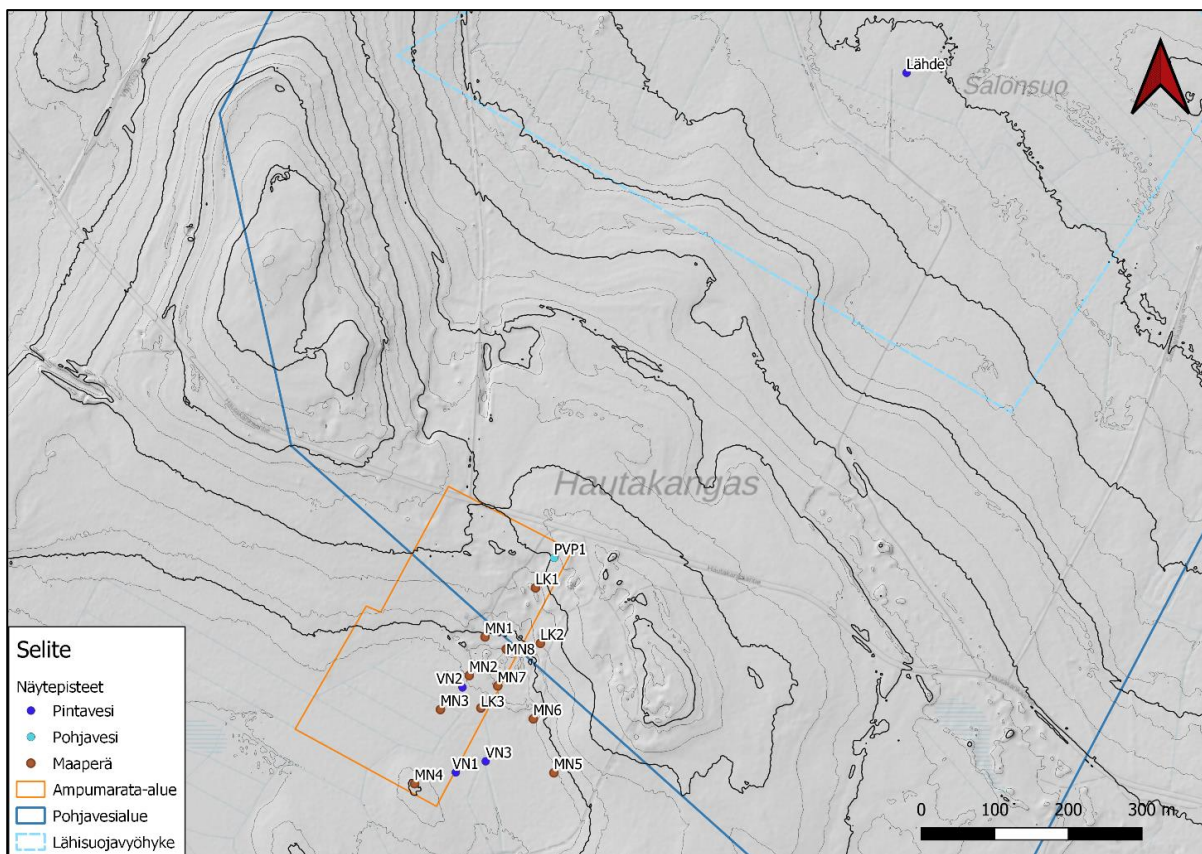 Lähde
Salonsuo
Hautakangas
PVP1
LK1
MN1
LK2
MN8
MN2
MN7
VN2
MN3
LK3
MN6
VN3
VN1
MN5
MN4
Selite
Näytepisteet
Pintavesi
Pohjavesi
Maaperä
Ampumarata-alue
Pohjavesialue
Lähisuojavyöhyke
0 100 200 300 m